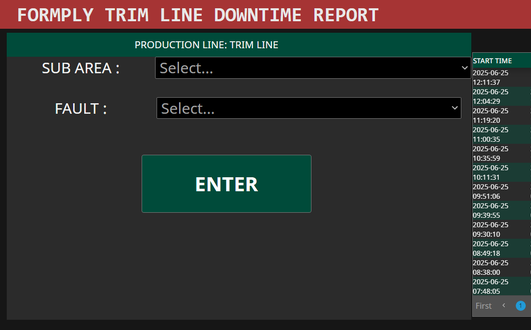 FORMPLY TRIM LINE DOWNTIME REPORT
PRODUCTION LINE: TRIM LINE
SUB AREA :
Select...
FAULT :
Select...
ENTER
START TIME
2025-06-25
12:11:37
2025-06-25
12:04:29
2025-06-25
11:19:20
2025-06-25
11:00:35
2025-06-25
10:35:59
2025-06-25
10:11:31
2025-06-25
09:51:06
2025-06-25
09:39:55
2025-06-25
09:30:10
2025-06-25
08:49:18
2025-06-25
08:38:00
2025-06-25
07:48:05
First ‹ 1